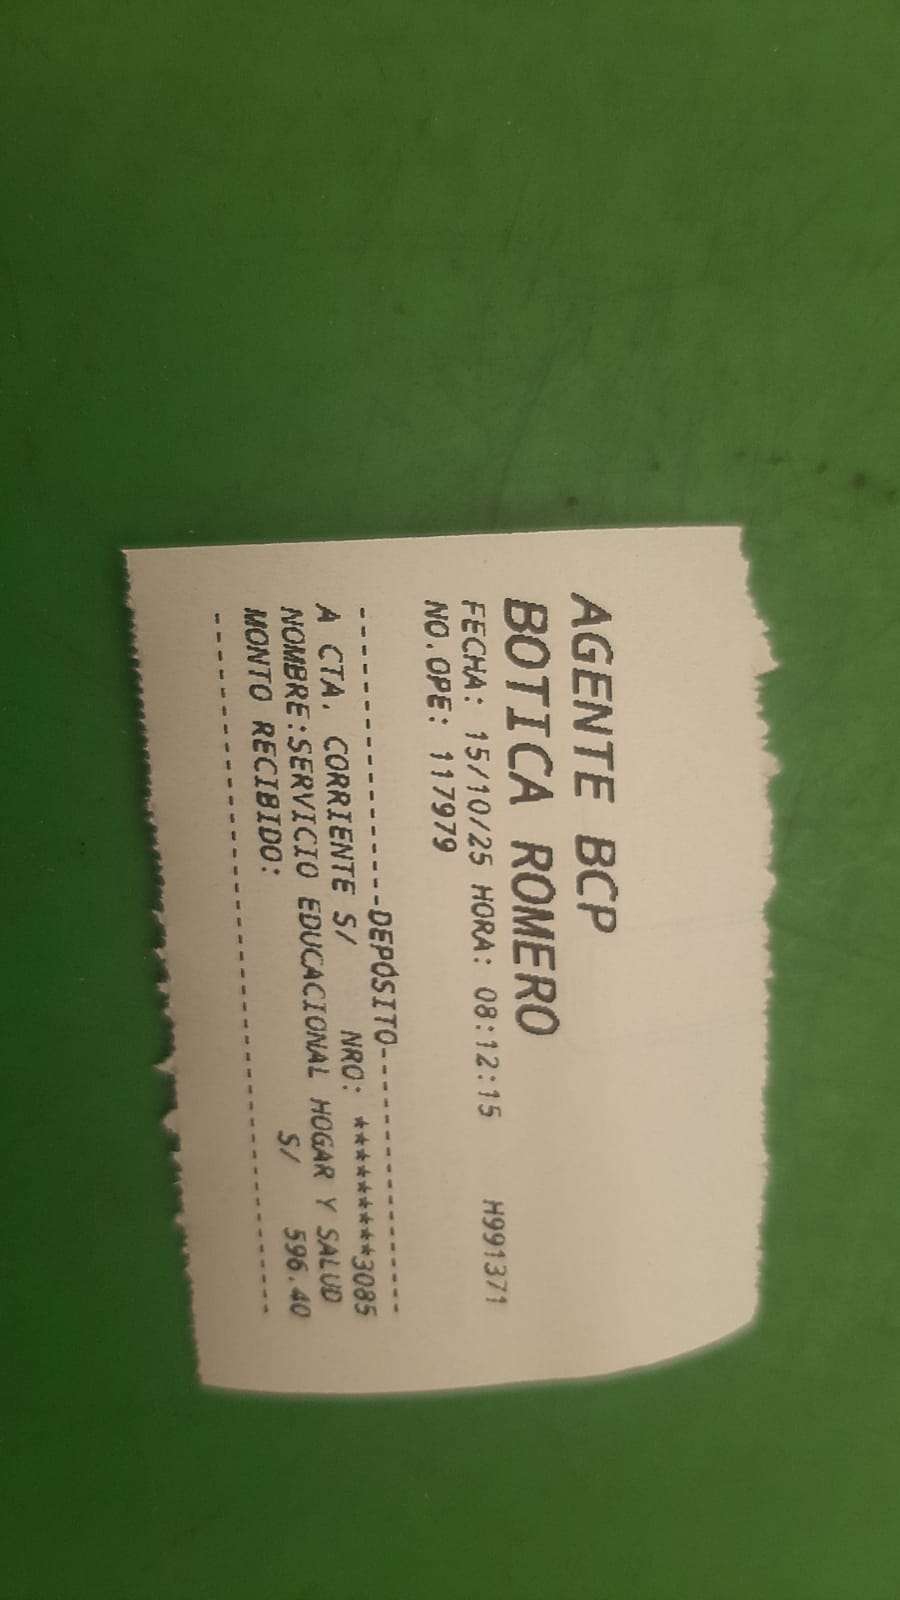 AGENTE BCP
BOTICA ROMERO
FECHA: 15/10/25 HORA: 08:12:15 H991371
NO.OPE: 117979
------------------DEPOSITO------------------
A CTA. CORRIENTE S/ NRO: **********3085
NOMBRE:SERVICIO EDUCACIONAL HOGAR Y SALUD
MONTO RECIBIDO: S/ 596.40
--------------------------------------------